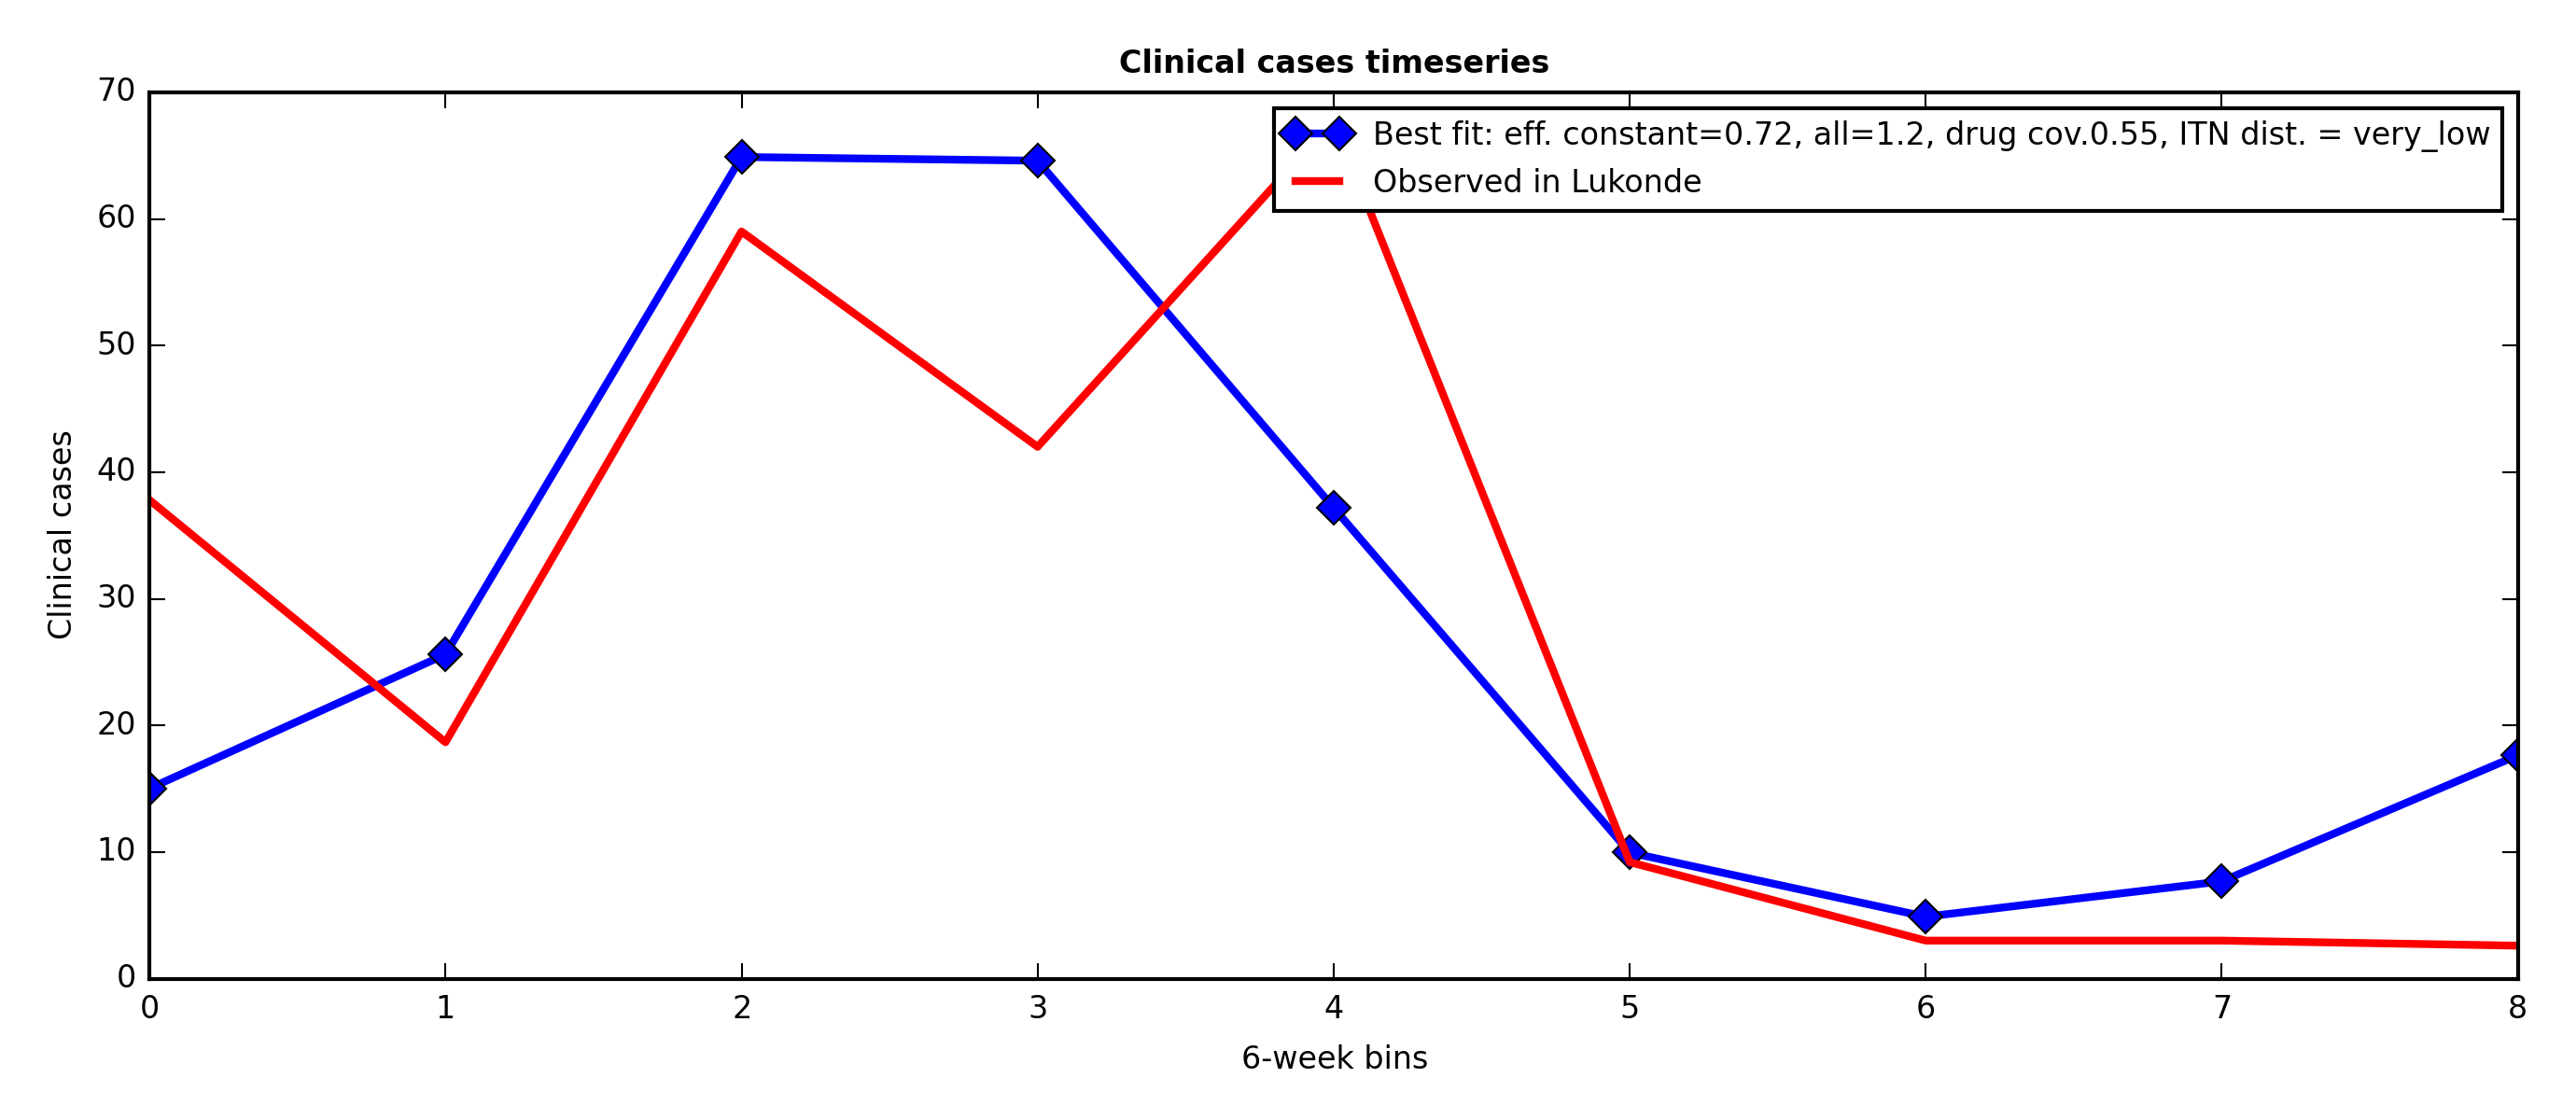 Clinical cases timeseries
70
60
50
40
30
20
10
0
Clinical cases
Best fit: eff. constant=0.72, all=1.2, drug cov.0.55, ITN dist. = very_low
Observed in Lukonde
0 1 2 3 4 5 6 7 8
6-week bins